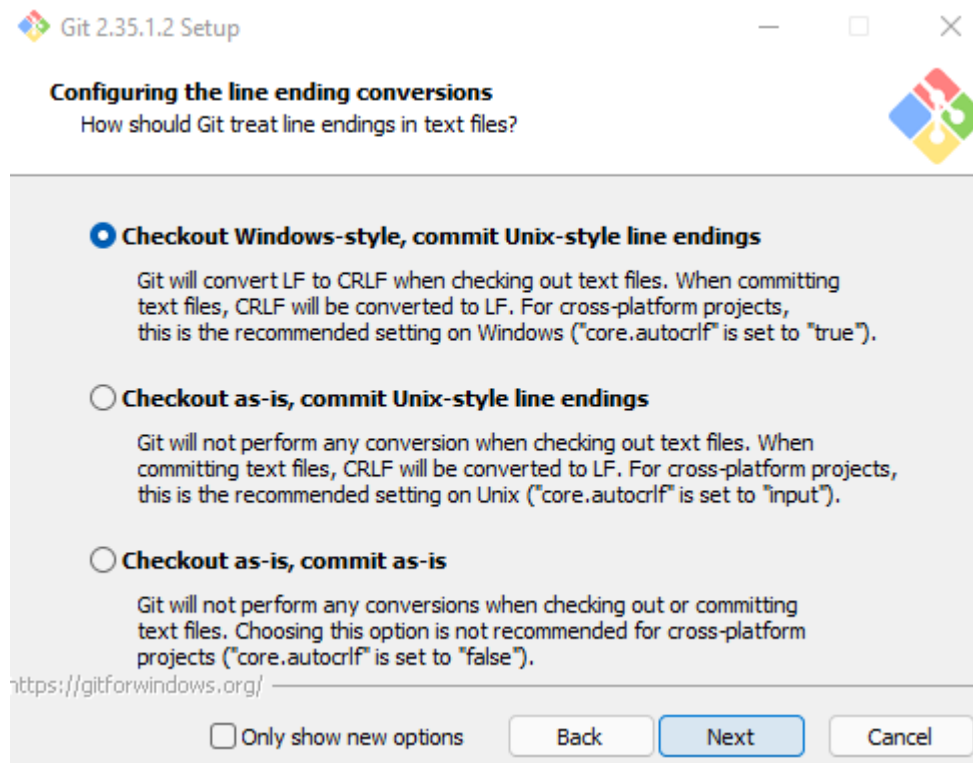 Git 2.35.1.2 Setup
Configuring the line ending conversions
How should Git treat line endings in text files?
Checkout Windows-style, commit Unix-style line endings
Git will convert LF to CRLF when checking out text files. When committing
text files, CRLF will be converted to LF. For cross-platform projects,
this is the recommended setting on Windows ("core.autocrlf" is set to "true").
Checkout as-is, commit Unix-style line endings
Git will not perform any conversion when checking out text files. When
committing text files, CRLF will be converted to LF. For cross-platform projects,
this is the recommended setting on Unix ("core.autocrlf" is set to "input").
Checkout as-is, commit as-is
Git will not perform any conversions when checking out or committing
text files. Choosing this option is not recommended for cross-platform
projects ("core.autocrlf" is set to "false").
https://gitforwindows.org/
Only show new options Back Next Cancel